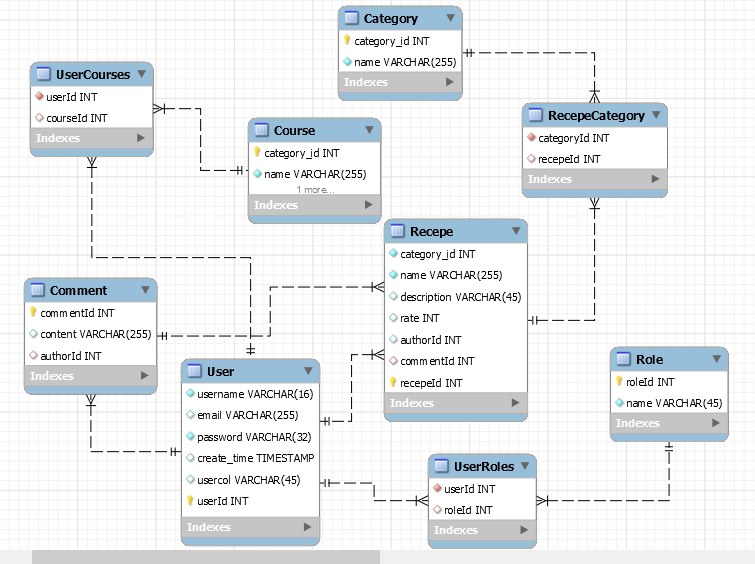 Category
category_id INT
name VARCHAR(255)
Indexes
UserCourses
userId INT
courseId INT
Indexes
Course
category_id INT
name VARCHAR(255)
1 more...
Indexes
RecepeCategory
categoryId INT
recepeId INT
Indexes
Recepe
category_id INT
name VARCHAR(255)
description VARCHAR(45)
rate INT
authorId INT
commentId INT
recepeId INT
Indexes
Comment
commentId INT
content VARCHAR(255)
authorId INT
Indexes
User
username VARCHAR(16)
email VARCHAR(255)
password VARCHAR(32)
create_time TIMESTAMP
usercol VARCHAR(45)
userId INT
Indexes
Role
roleId INT
name VARCHAR(45)
Indexes
UserRoles
userId INT
roleId INT
Indexes